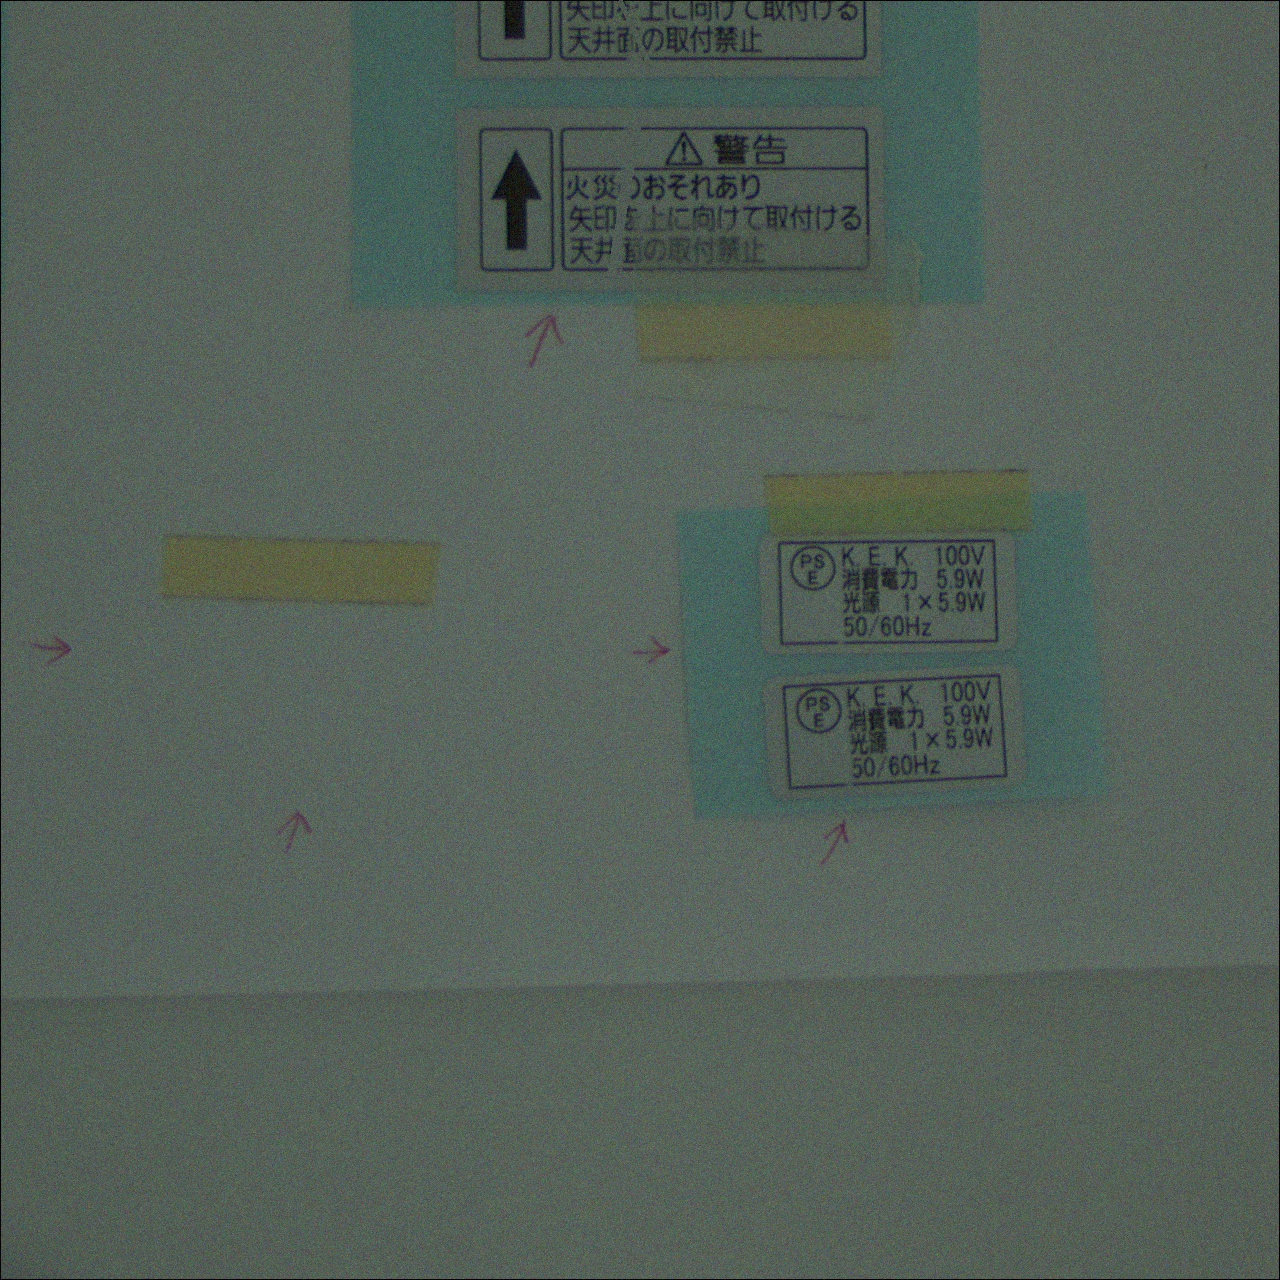 矢印を上に向けて取付ける
天井面の取付禁止
警告
火災のおそれあり
矢印を上に向けて取付ける
天井面の取付禁止
PS E K. E. K. 100V
消費電力 5.9W
光源 1×5.9W
50/60Hz
PS E K. E. K. 100V
消費電力 5.9W
光源 1×5.9W
50/60Hz